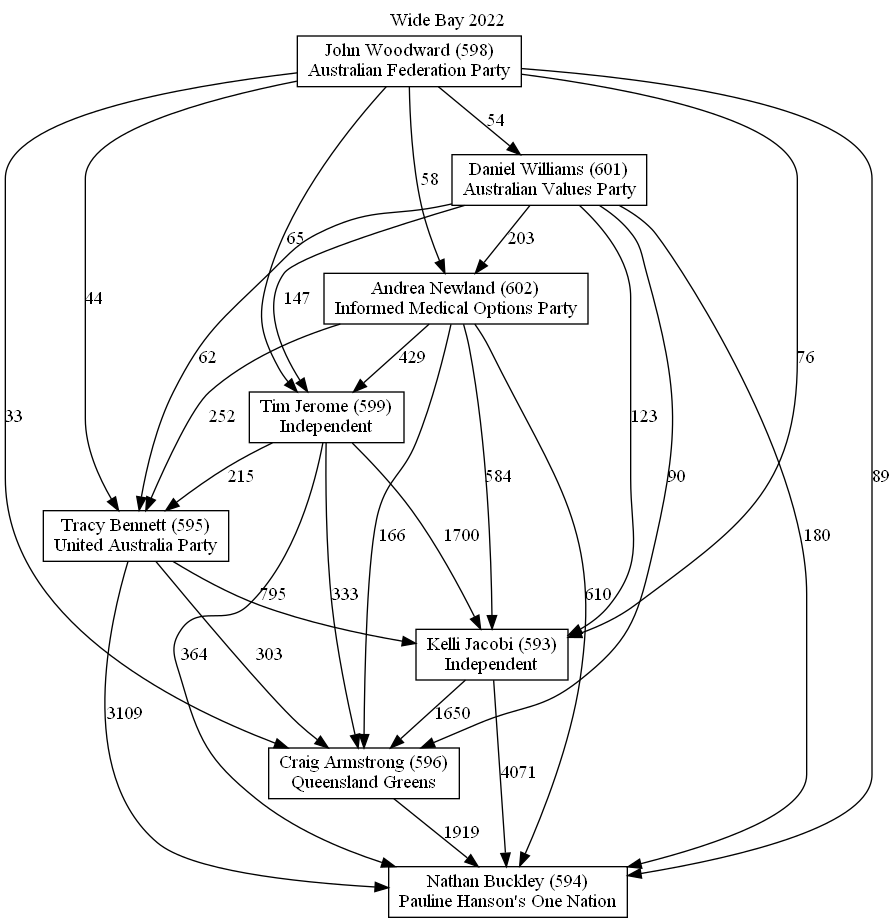 Wide Bay 2022
John Woodward (598)
Australian Federation Party
54
Daniel Williams (601)
Australian Values Party
58
65
203
Andrea Newland (602)
Informed Medical Options Party
44
147
62
429
76
Tim Jerome (599)
Independent
33
252
584
123
90
89
215
Tracy Bennett (595)
United Australia Party
166
1700
180
795
333
610
Kelli Jacobi (593)
Independent
364
303
3109
1650
Craig Armstrong (596)
Queensland Greens
4071
1919
Nathan Buckley (594)
Pauline Hanson's One Nation